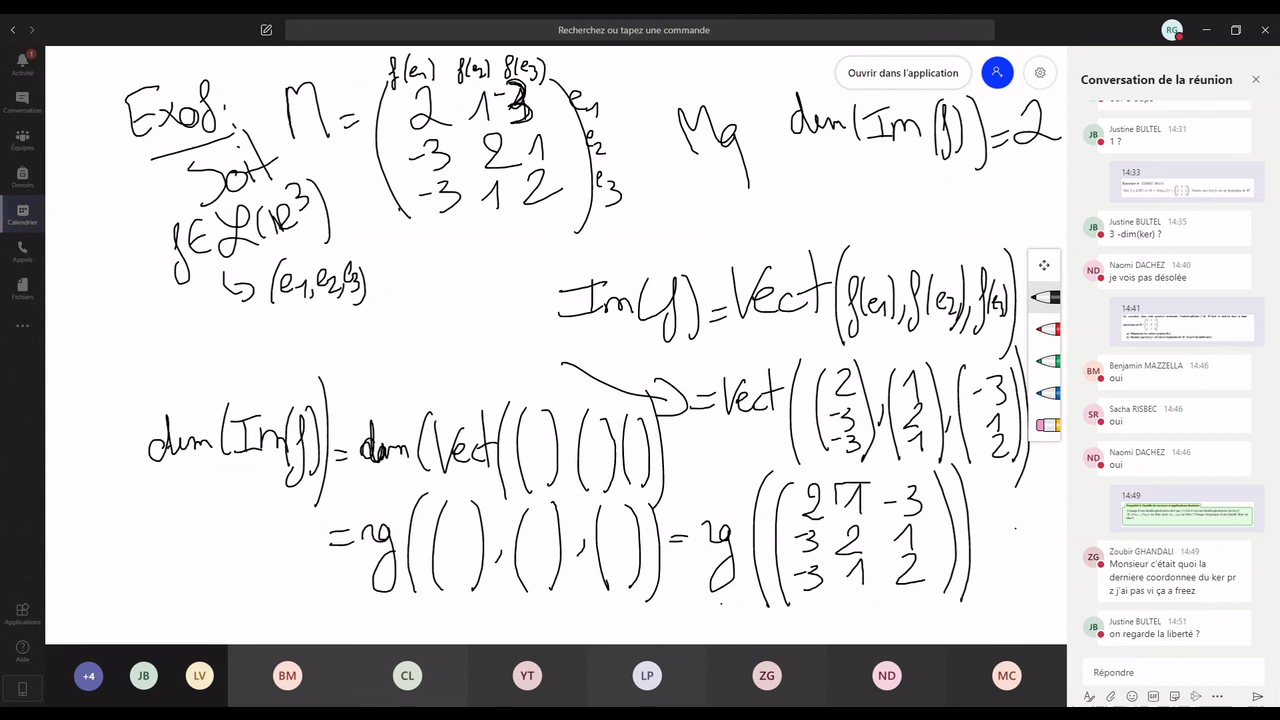 Recherchez ou tapez une commande
RG
Activité
Conversation
Équipes
Devoirs
Calendrier
Appels
Fichiers
Applications
Aide
Ouvrir dans l'application
f(e1) f(e2) f(e3)
M = ( 2 1 -3 ) e1
( -3 2 1 ) e2
( -3 1 2 ) e3
Mq dim(Im(f))=2
Soit
f∈L(R³)
↳ (e1,e2,e3)
Im(f) = Vect(f(e1), f(e2), f(e3))
= Vect((2 -3 -3), (1 2 1), (-3 1 2))
dim(Im(f)) = dim(Vect(( ) ( ) ( ))
= rg(( ), ( ), ( )) = rg((2 1 -3
-3 2 1
-3 1 2))
+4 JB LV BM CL YT LP ZG ND MC
Conversation de la réunion
Justine BULTEL 14:31
1 ?
14:33
Justine BULTEL 14:35
3 -dim(ker) ?
Naomi DACHEZ 14:40
je vois pas désolée
14:41
Benjamin MAZZELLA 14:46
oui
Sacha RISBEC 14:46
oui
Naomi DACHEZ 14:46
oui
14:49
Zoubir GHANDALI 14:49
Monsieur c'était quoi la
derniere coordonnee du ker pr
z j'ai pas vi ça a freez
Justine BULTEL 14:51
on regarde la liberté ?
Répondre